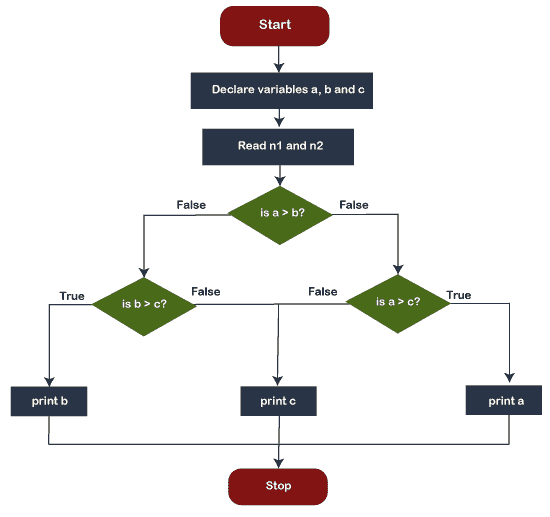 Start
Declare variables a, b and c
Read n1 and n2
is a > b?
False
False
is b > c?
True
False
is a > c?
False
True
print b
print c
print a
Stop